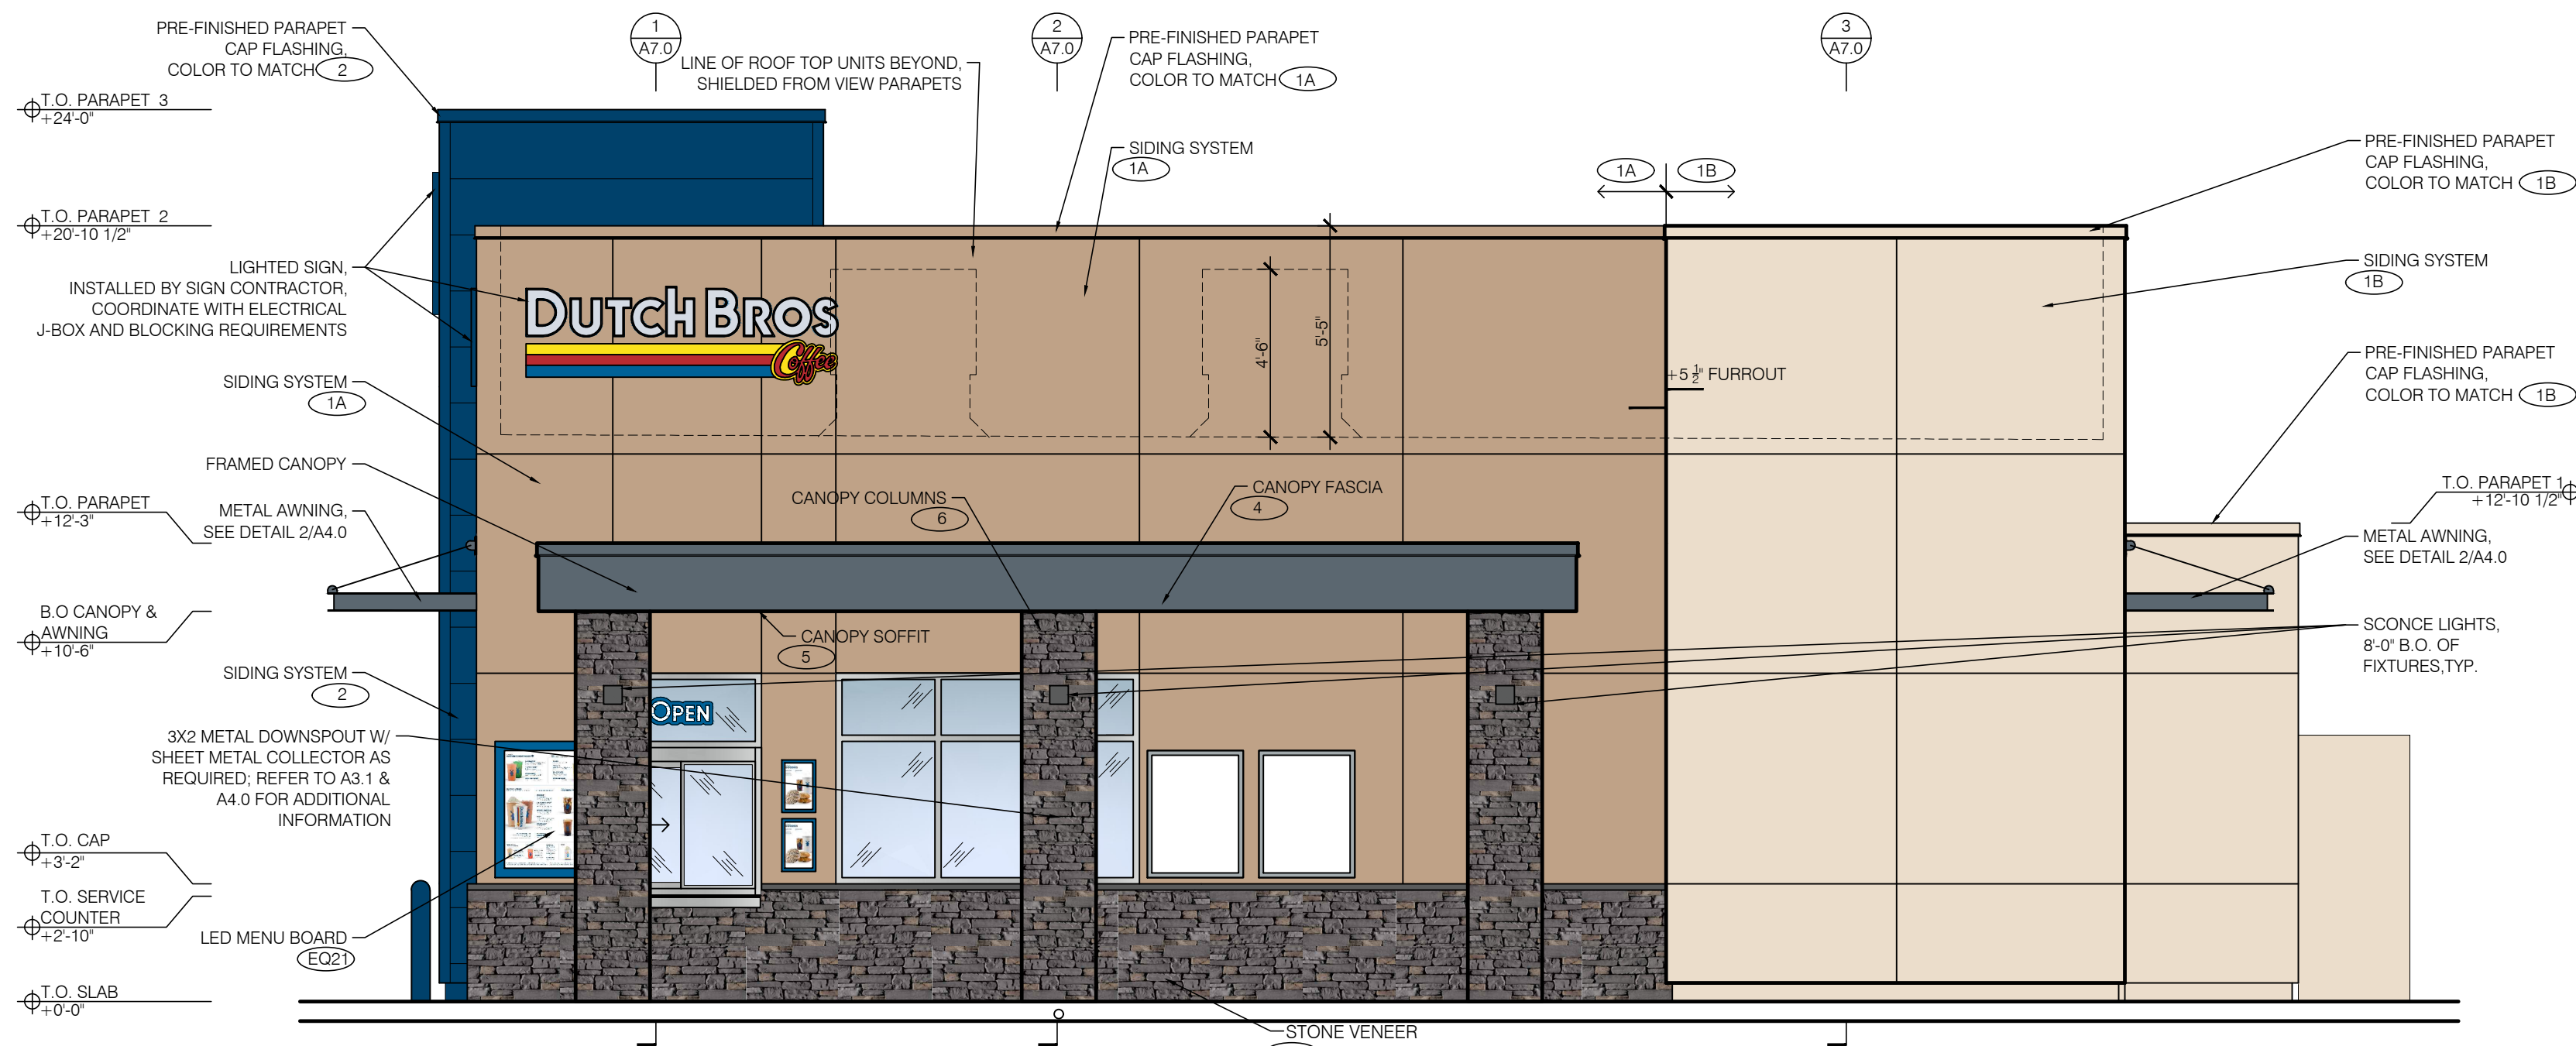 PRE-FINISHED PARAPET
CAP FLASHING,
COLOR TO MATCH 2
1
A7.0
LINE OF ROOF TOP UNITS BEYOND,
SHIELDED FROM VIEW PARAPETS
2
A7.0
PRE-FINISHED PARAPET
CAP FLASHING,
COLOR TO MATCH 1A
3
A7.0
T.O. PARAPET 3
+24'-0"
SIDING SYSTEM
1A
1A
1B
PRE-FINISHED PARAPET
CAP FLASHING,
COLOR TO MATCH 1B
T.O. PARAPET 2
+20'-10 1/2"
LIGHTED SIGN,
INSTALLED BY SIGN CONTRACTOR,
COORDINATE WITH ELECTRICAL
J-BOX AND BLOCKING REQUIREMENTS
DUTCH BROS
Coffee
4'-6"
5'-5"
+5 1/2" FURROUT
SIDING SYSTEM
1B
PRE-FINISHED PARAPET
CAP FLASHING,
COLOR TO MATCH 1B
SIDING SYSTEM
1A
FRAMED CANOPY
T.O. PARAPET
+12'-3"
METAL AWNING,
SEE DETAIL 2/A4.0
CANOPY COLUMNS
6
CANOPY FASCIA
4
T.O. PARAPET 1
+12'-10 1/2"
METAL AWNING,
SEE DETAIL 2/A4.0
B.O CANOPY &
AWNING
+10'-6"
CANOPY SOFFIT
5
SCONCE LIGHTS,
8'-0" B.O. OF
FIXTURES,TYP.
SIDING SYSTEM
2
OPEN
3X2 METAL DOWNSPOUT W/
SHEET METAL COLLECTOR AS
REQUIRED; REFER TO A3.1 &
A4.0 FOR ADDITIONAL
INFORMATION
T.O. CAP
+3'-2"
T.O. SERVICE
COUNTER
+2'-10"
LED MENU BOARD
EQ21
T.O. SLAB
+0'-0"
STONE VENEER